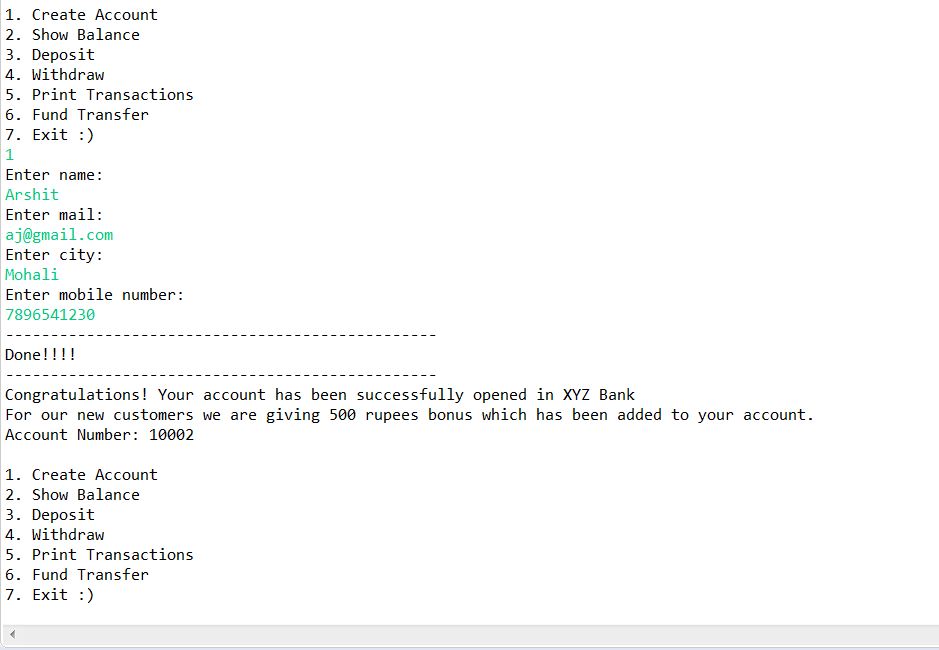 1. Create Account
2. Show Balance
3. Deposit
4. Withdraw
5. Print Transactions
6. Fund Transfer
7. Exit :)
1
Enter name:
Arshit
Enter mail:
aj@gmail.com
Enter city:
Mohali
Enter mobile number:
7896541230
------------------------------------------------
Done!!!!
------------------------------------------------
Congratulations! Your account has been successfully opened in XYZ Bank
For our new customers we are giving 500 rupees bonus which has been added to your account.
Account Number: 10002
1. Create Account
2. Show Balance
3. Deposit
4. Withdraw
5. Print Transactions
6. Fund Transfer
7. Exit :)